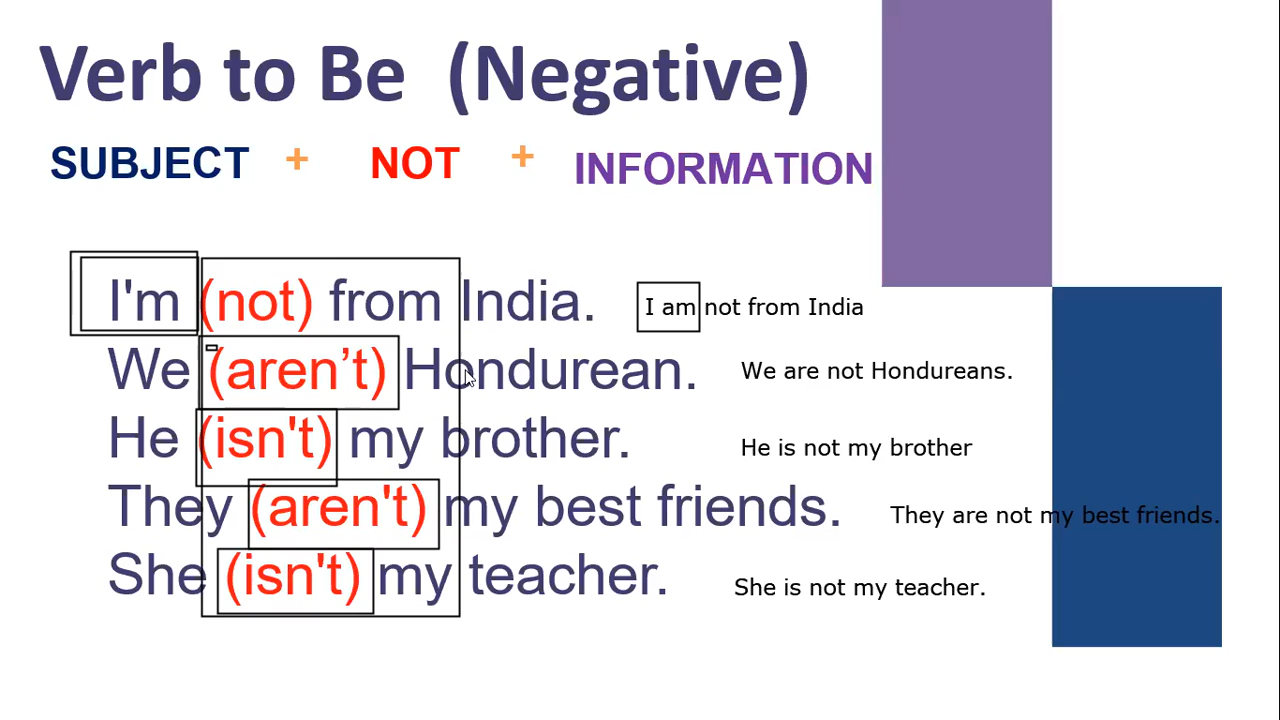 Verb to Be (Negative)
SUBJECT + NOT + INFORMATION
I'm (not) from India. I am not from India
We (aren’t) Hondurean. We are not Hondureans.
He (isn't) my brother. He is not my brother
They (aren't) my best friends. They are not my best friends.
She (isn't) my teacher. She is not my teacher.